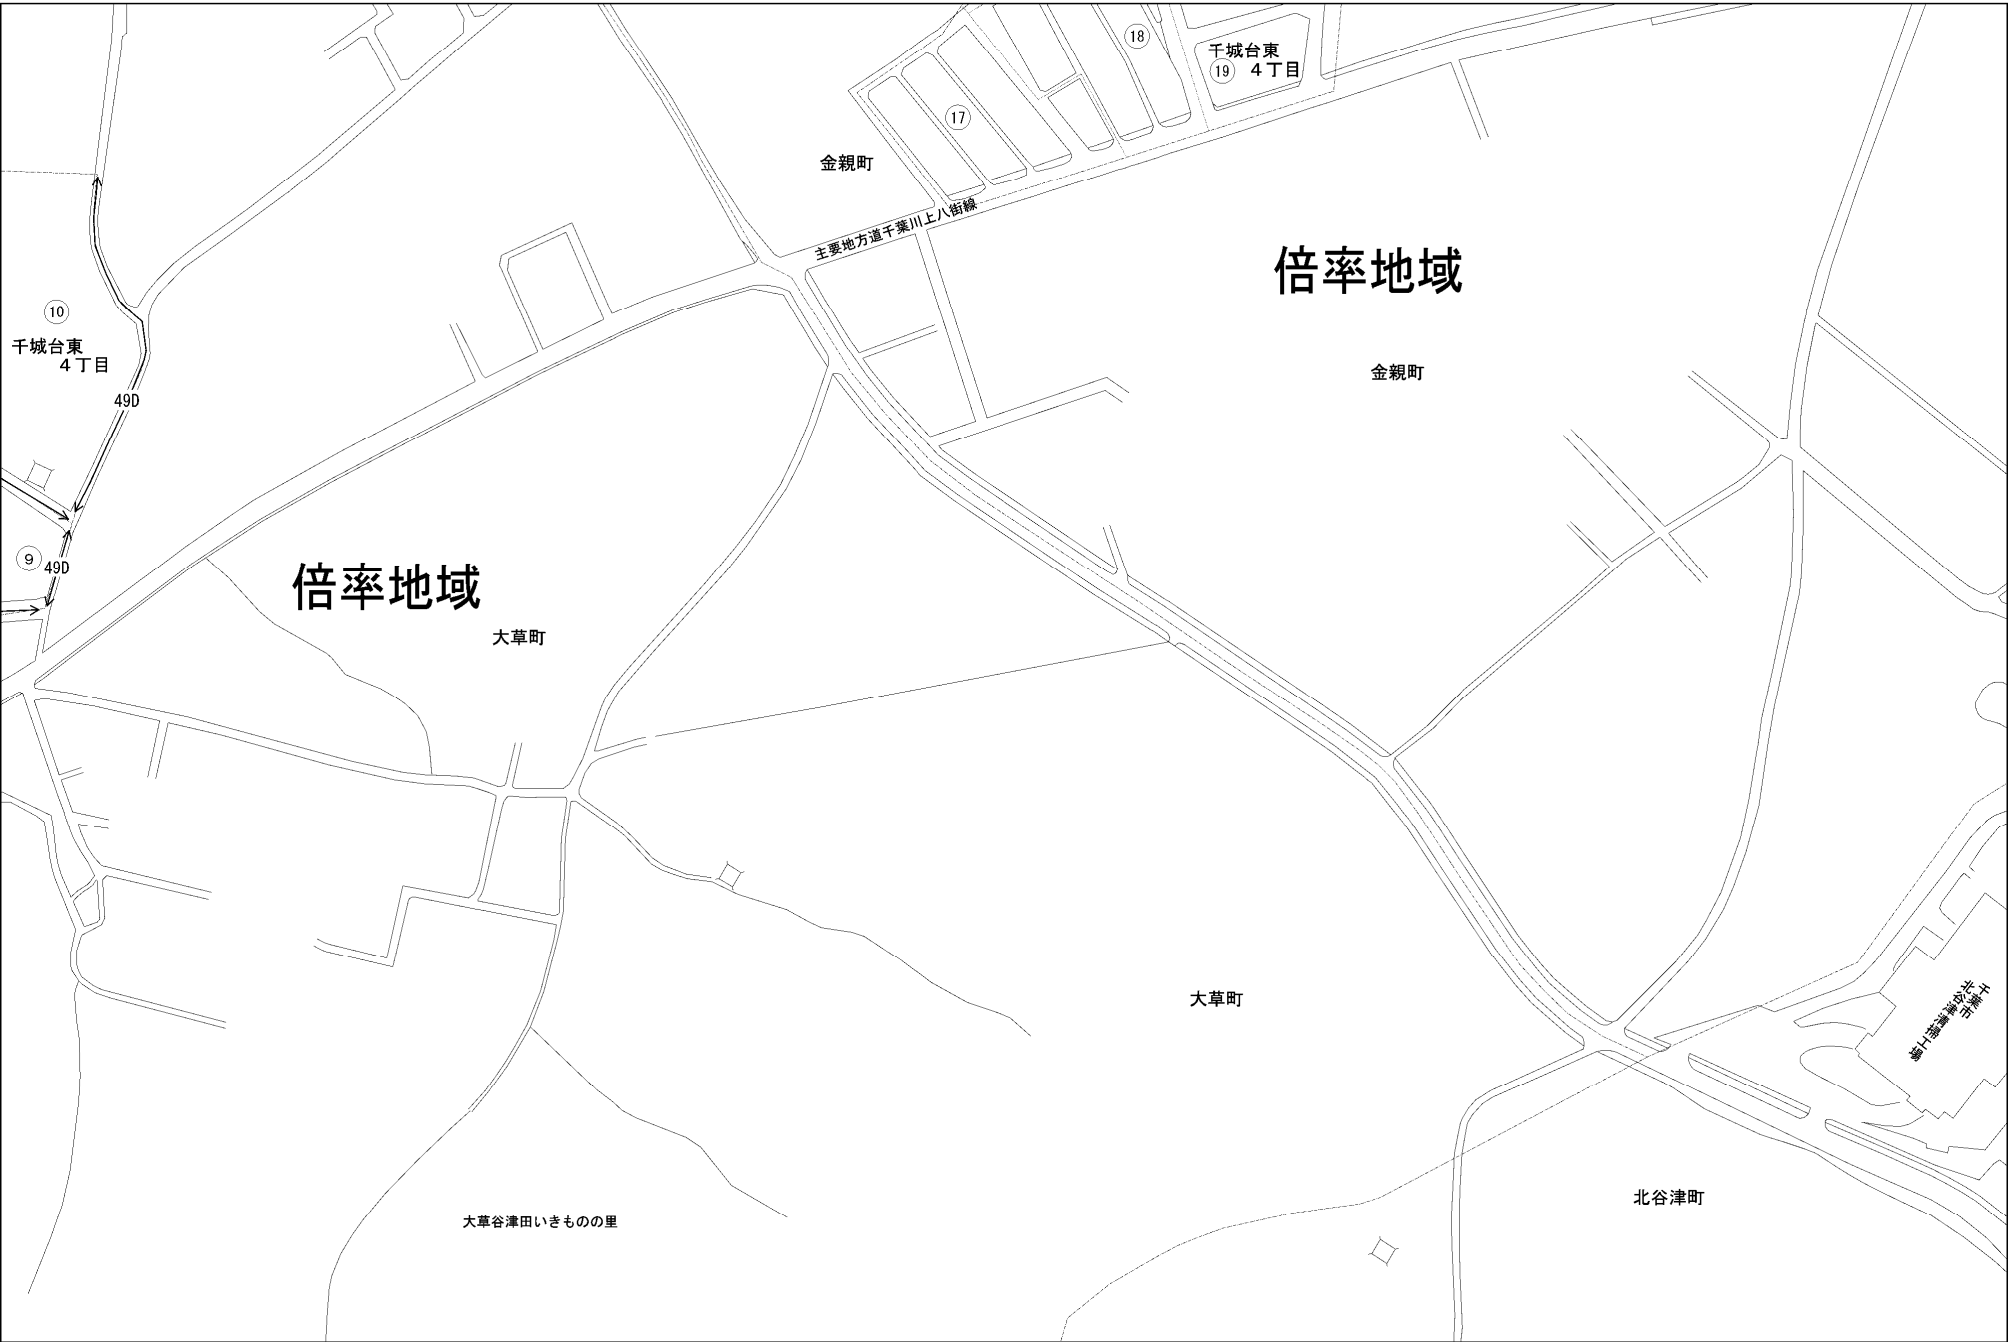 18
千城台東
19 4丁目
17
金親町
主要地方道千葉川上八街線
倍率地域
10
千城台東
4丁目
金親町
49D
9
49D
倍率地域
大草町
大草町
千葉市
北谷津清掃工場
北谷津町
大草谷津田いきものの里